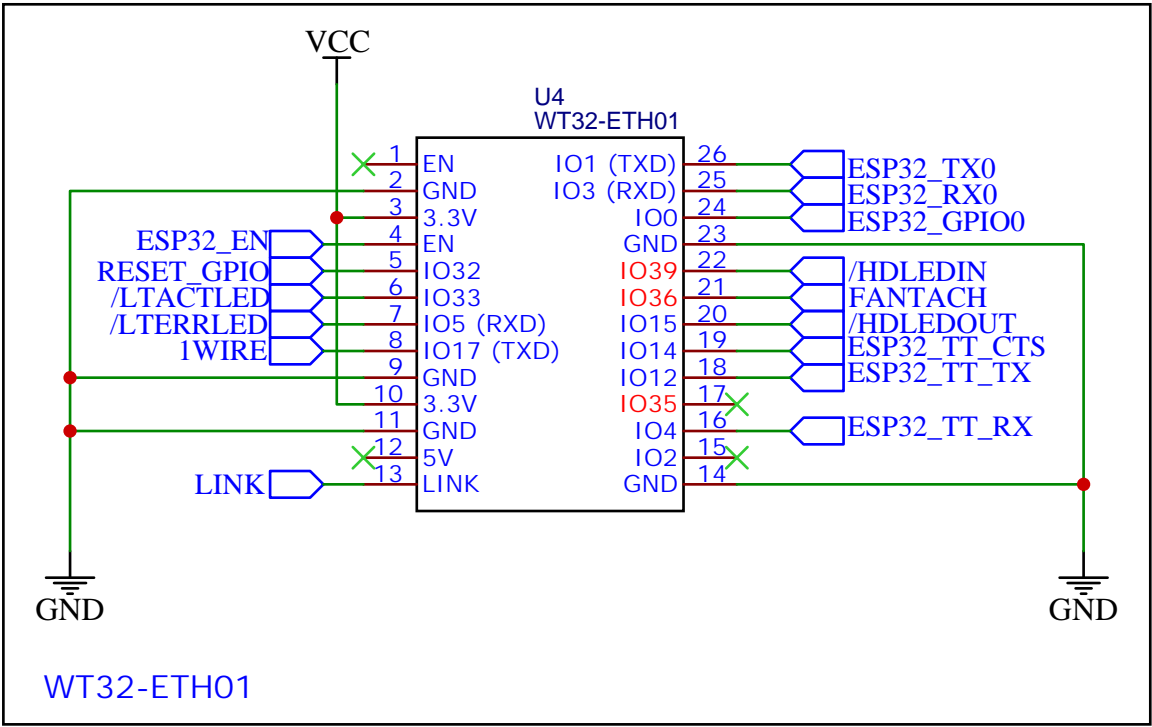 VCC
U4
WT32-ETH01
1 EN IO1 (TXD) 26 ESP32_TX0
2 GND IO3 (RXD) 25 ESP32_RX0
3 3.3V IO0 24 ESP32_GPIO0
ESP32_EN 4 EN GND 23
RESET_GPIO 5 IO32 IO39 22 /HDLEDIN
/LTACTLED 6 IO33 IO36 21 FANTACH
/LTERRLED 7 IO5 (RXD) IO15 20 /HDLEDOUT
1WIRE 8 IO17 (TXD) IO14 19 ESP32_TT_CTS
9 GND IO12 18 ESP32_TT_TX
10 3.3V IO35 17
11 GND IO4 16 ESP32_TT_RX
12 5V IO2 15
LINK 13 LINK GND 14
GND GND
WT32-ETH01